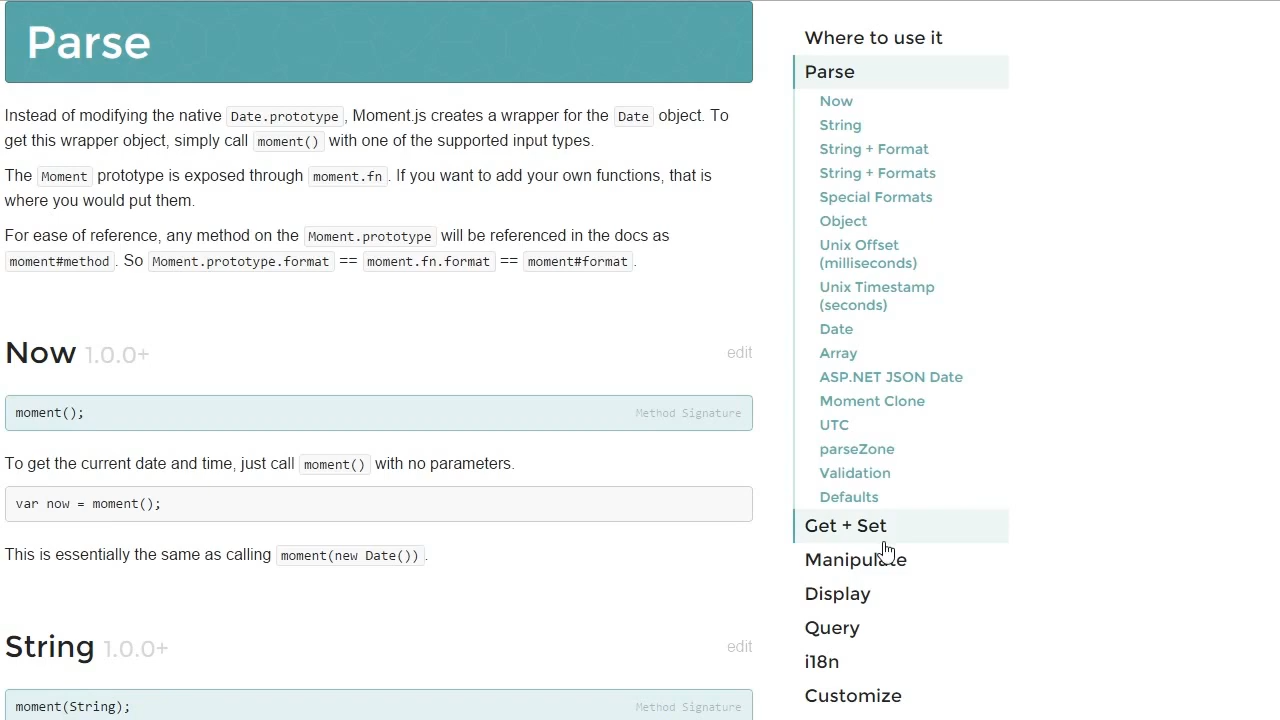 Parse
Instead of modifying the native Date.prototype, Moment.js creates a wrapper for the Date object. To
get this wrapper object, simply call moment() with one of the supported input types.
The Moment prototype is exposed through moment.fn. If you want to add your own functions, that is
where you would put them.
For ease of reference, any method on the Moment.prototype will be referenced in the docs as
moment#method. So Moment.prototype.format == moment.fn.format == moment#format.
Now 1.0.0+
edit
moment();
Method Signature
To get the current date and time, just call moment() with no parameters.
var now = moment();
This is essentially the same as calling moment(new Date()).
String 1.0.0+
edit
moment(String);
Method Signature
Where to use it
Parse
Now
String
String + Format
String + Formats
Special Formats
Object
Unix Offset
(milliseconds)
Unix Timestamp
(seconds)
Date
Array
ASP.NET JSON Date
Moment Clone
UTC
parseZone
Validation
Defaults
Get + Set
Manipulate
Display
Query
i18n
Customize